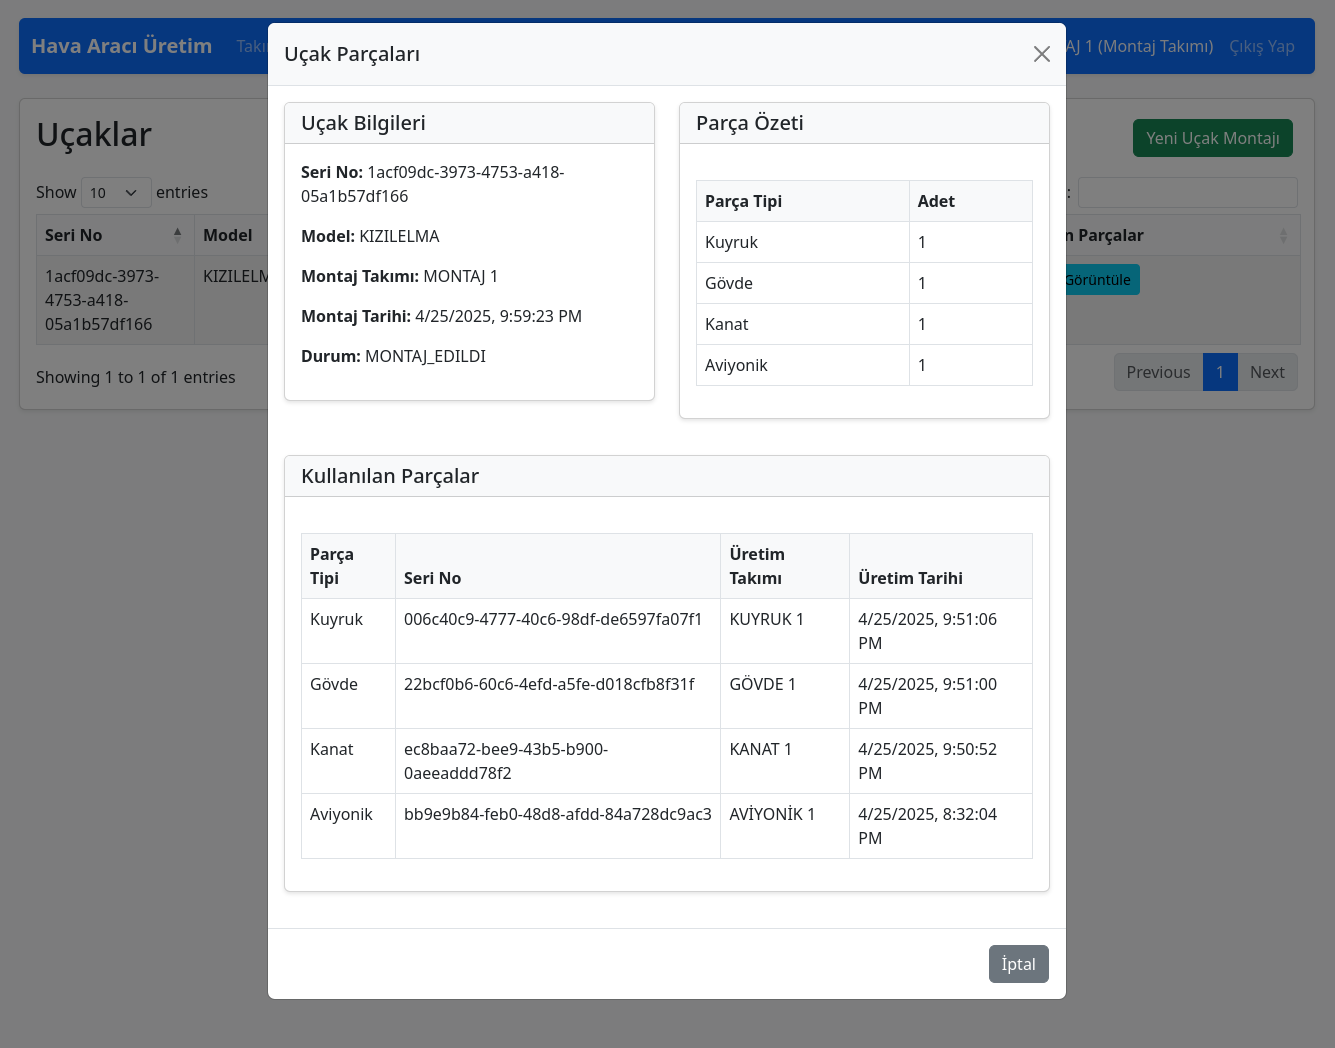 Hava Aracı Üretim
(Montaj Takımı)
Çıkış Yap
Uçaklar
Yeni Uçak Montajı
Show 10 entries
:
Seri No
Model
Parçalar
1acf09dc-3973-
4753-a418-
05a1b57df166
Görüntüle
Showing 1 to 1 of 1 entries
Previous 1 Next
Uçak Parçaları
Uçak Bilgileri
Seri No: 1acf09dc-3973-4753-a418-
05a1b57df166
Model: KIZILELMA
Montaj Takımı: MONTAJ 1
Montaj Tarihi: 4/25/2025, 9:59:23 PM
Durum: MONTAJ_EDILDI
Parça Özeti
Parça Tipi Adet
Kuyruk 1
Gövde 1
Kanat 1
Aviyonik 1
Kullanılan Parçalar
Parça
Tipi
Seri No
Üretim
Takımı
Üretim Tarihi
Kuyruk 006c40c9-4777-40c6-98df-de6597fa07f1 KUYRUK 1 4/25/2025, 9:51:06
PM
Gövde 22bcf0b6-60c6-4efd-a5fe-d018cfb8f31f GÖVDE 1 4/25/2025, 9:51:00
PM
Kanat ec8baa72-bee9-43b5-b900- KANAT 1 4/25/2025, 9:50:52
0aeeaddd78f2 PM
Aviyonik bb9e9b84-feb0-48d8-afdd-84a728dc9ac3 AVİYONİK 1 4/25/2025, 8:32:04
PM
İptal